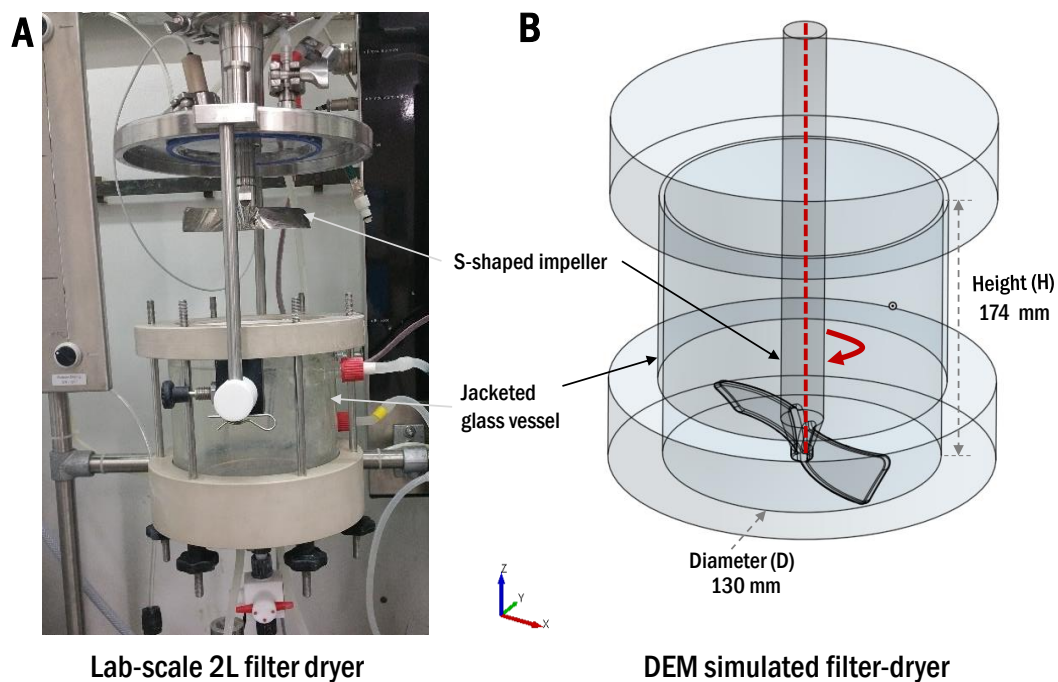 A
B
S-shaped impeller
Height (H)
174 mm
Jacketed
glass vessel
Diameter (D)
130 mm
Z
Y
X
Lab-scale 2L filter dryer
DEM simulated filter-dryer